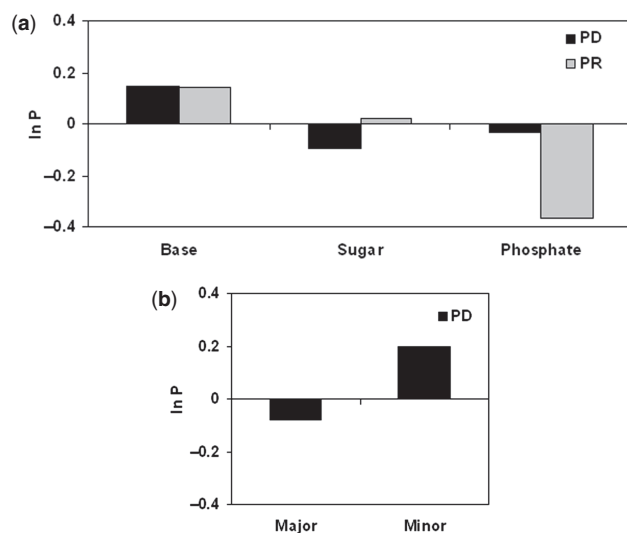 (a)
0.4
PD
PR
0.2
ln P
0
−0.2
−0.4
Base Sugar Phosphate
(b)
0.4
PD
0.2
ln P
0
−0.2
−0.4
Major Minor